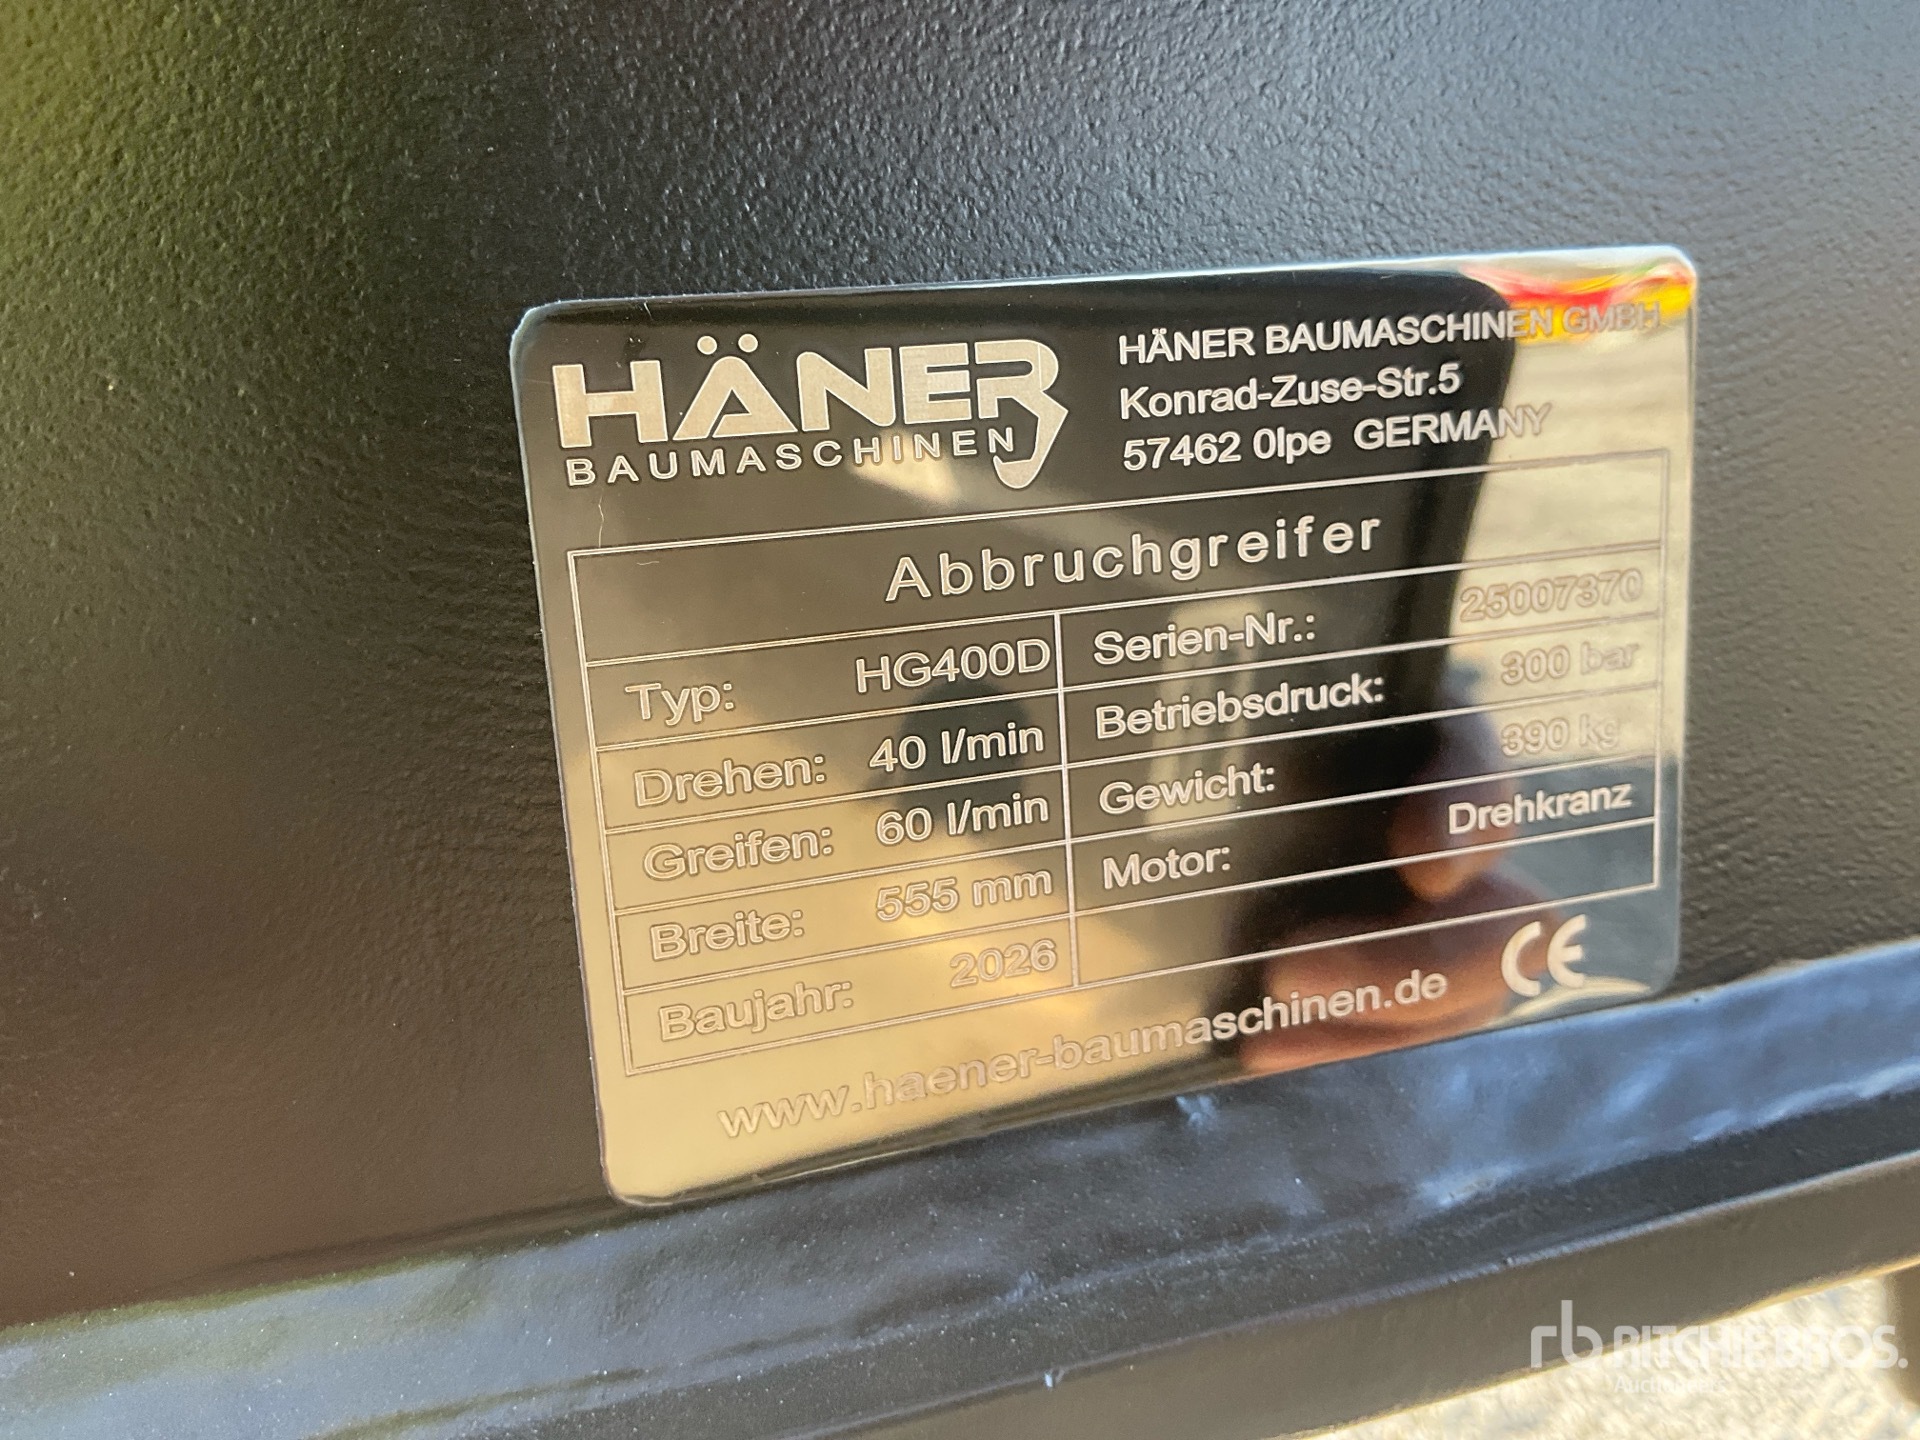 HÄNER
BAUMASCHINEN
HÄNER BAUMASCHINEN GMBH
Konrad-Zuse-Str.5
57462 Olpe GERMANY
Abbruchgreifer
Typ: HG400D
Serien-Nr.: 25007370
Drehen: 40 l/min
Betriebsdruck: 300 bar
Greifen: 60 l/min
Gewicht: 390 kg
Breite: 555 mm
Motor: Drehkranz
Baujahr: 2026
www.haener-baumaschinen.de
CE
rb RITCHIE BROS.
Auctioneers